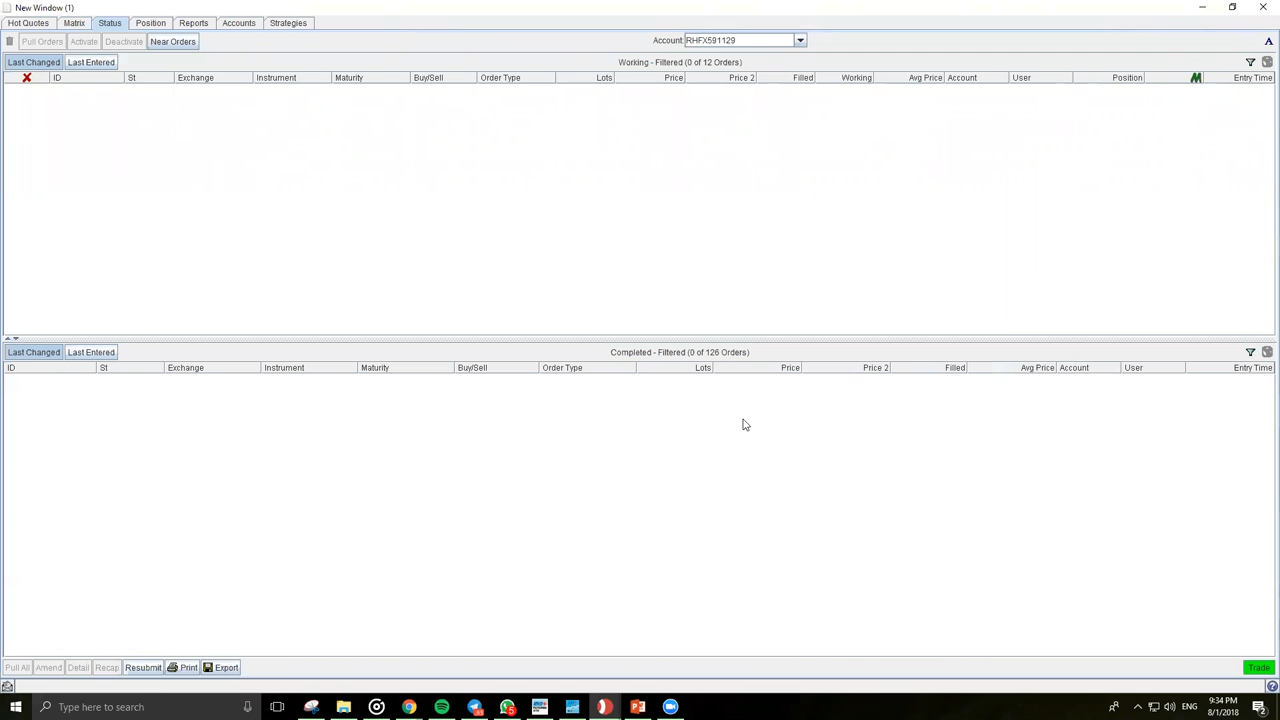 New Window (1)
Hot Quotes Matrix Status Position Reports Accounts Strategies
Pull Orders Activate Deactivate Near Orders Account RHFX591129 A
Last Changed Last Entered Working - Filtered (0 of 12 Orders)
ID St Exchange Instrument Maturity Buy/Sell Order Type Lots Price Price 2 Filled Working Avg Price Account User Position M Entry Time
Last Changed Last Entered Completed - Filtered (0 of 126 Orders)
ID St Exchange Instrument Maturity Buy/Sell Order Type Lots Price Price 2 Filled Avg Price Account User Entry Time
Pull All Amend Detail Recap Resubmit Print Export Trade
Type here to search ENG 9:34 PM
8/1/2018